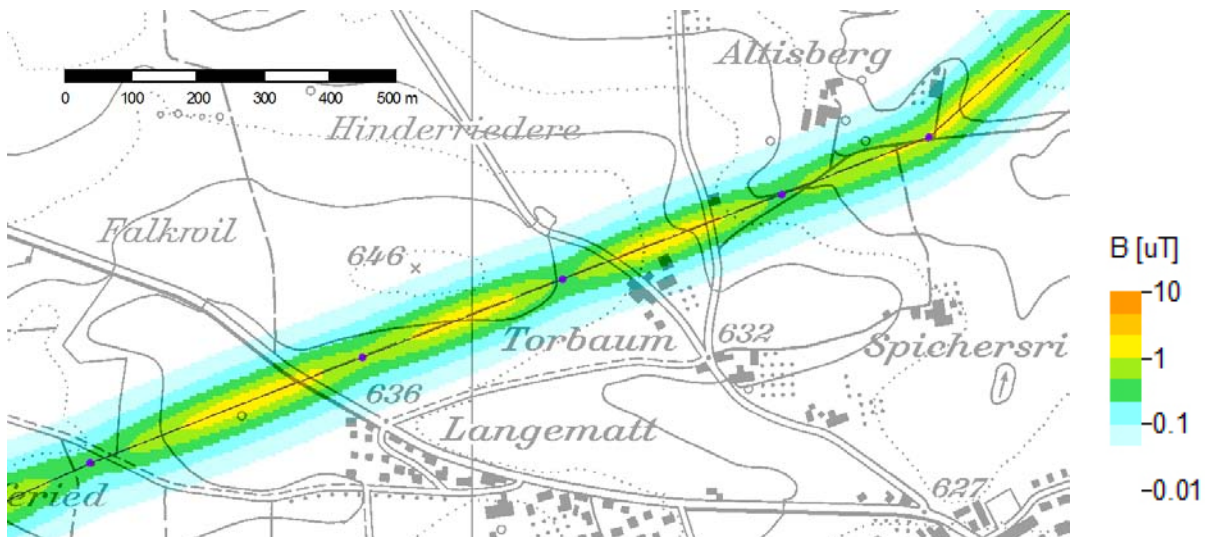 Altisberg
0 100 200 300 400 500 m
Hinderriedere
Falkwil
646
B [uT]
10
1
0.1
0.01
Torbaum
632
Spichersri
636
Langematt
eried
627